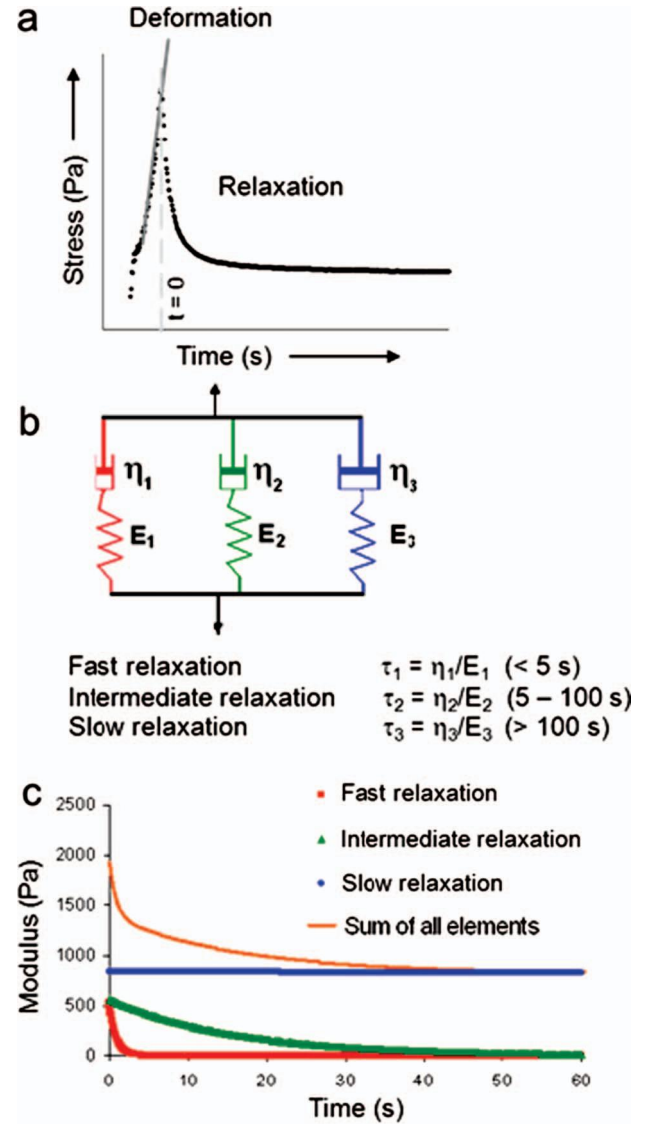 a
Deformation
Stress (Pa)
Relaxation
t = 0
Time (s)
b
η1 η2 η3
E1 E2 E3
Fast relaxation τ1 = η1/E1 (< 5 s)
Intermediate relaxation τ2 = η2/E2 (5 – 100 s)
Slow relaxation τ3 = η3/E3 (> 100 s)
c
Modulus (Pa)
2500
2000
1500
1000
500
0
Fast relaxation
Intermediate relaxation
Slow relaxation
Sum of all elements
0 10 20 30 40 50 60
Time (s)